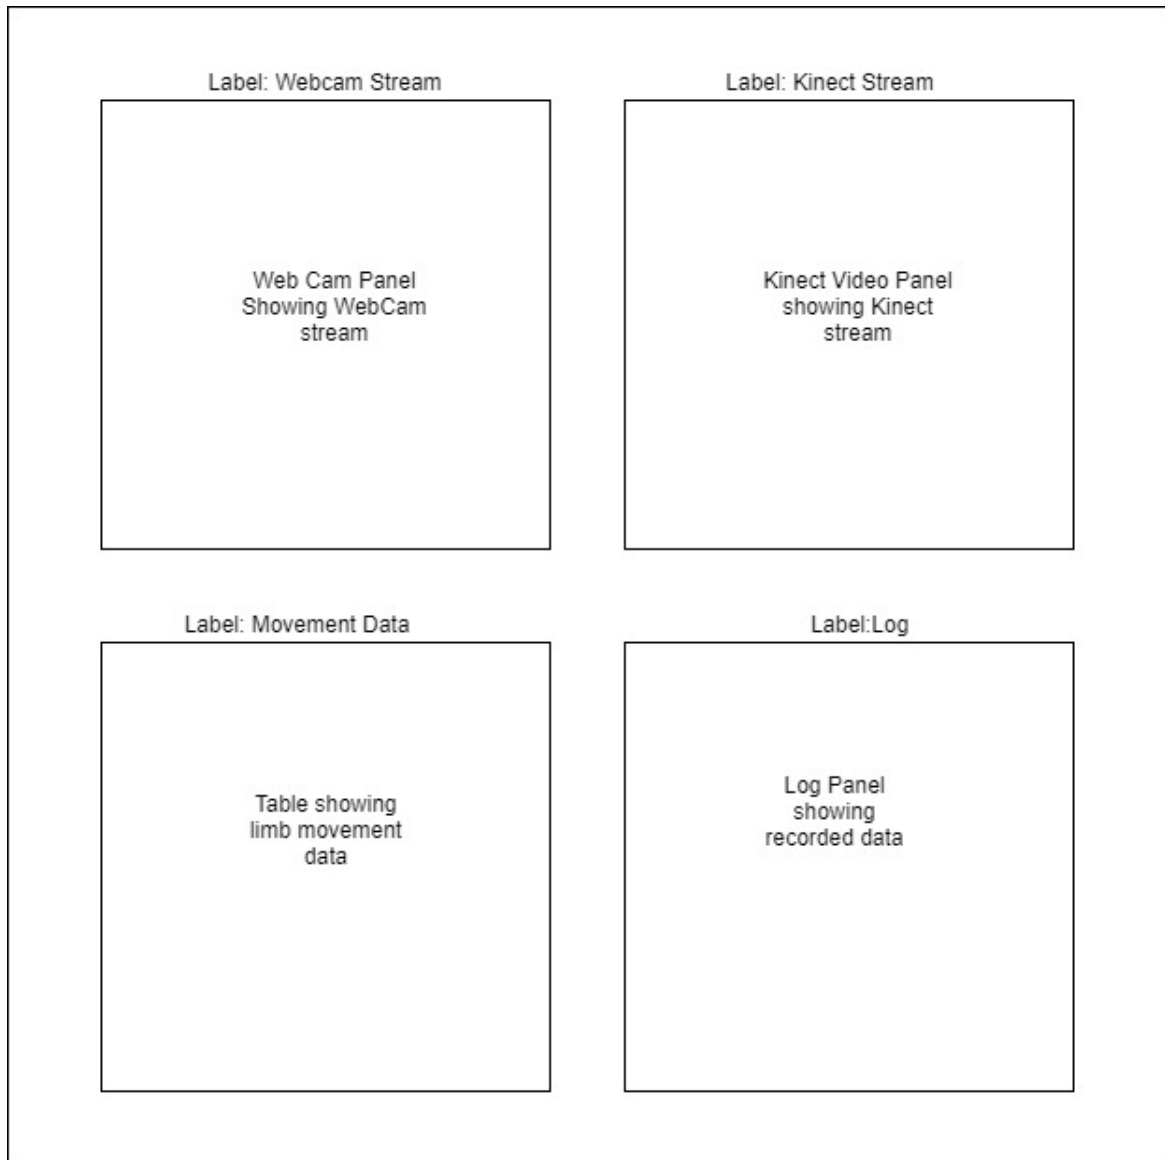 Label: Webcam Stream
Label: Kinect Stream
Web Cam Panel
Showing WebCam
stream
Kinect Video Panel
showing Kinect
stream
Label: Movement Data
Label:Log
Table showing
limb movement
data
Log Panel
showing
recorded data